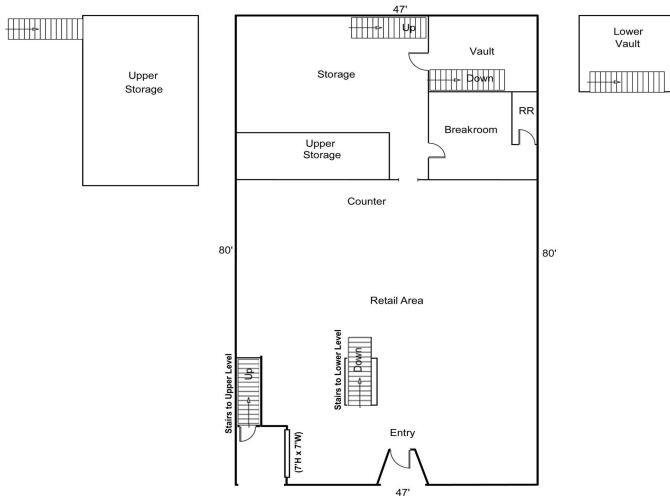 47'
Up
Vault
Lower
Vault
Storage
Down
Upper
Storage
RR
Breakroom
Upper
Storage
Counter
80'
80'
Retail Area
Stairs to Upper Level
Up
Stairs to Lower Level
Down
Entry
(7'H x 7'W)
47'